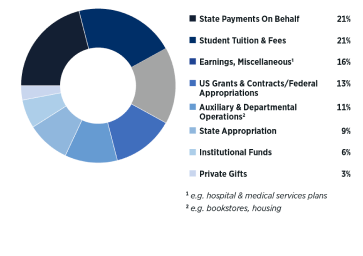 State Payments On Behalf 21%
Student Tuition & Fees 21%
Earnings, Miscellaneous¹ 16%
US Grants & Contracts/Federal 13%
Appropriations
Auxiliary & Departmental 11%
Operations²
State Appropriation 9%
Institutional Funds 6%
Private Gifts 3%
¹ e.g. hospital & medical services plans
² e.g. bookstores, housing